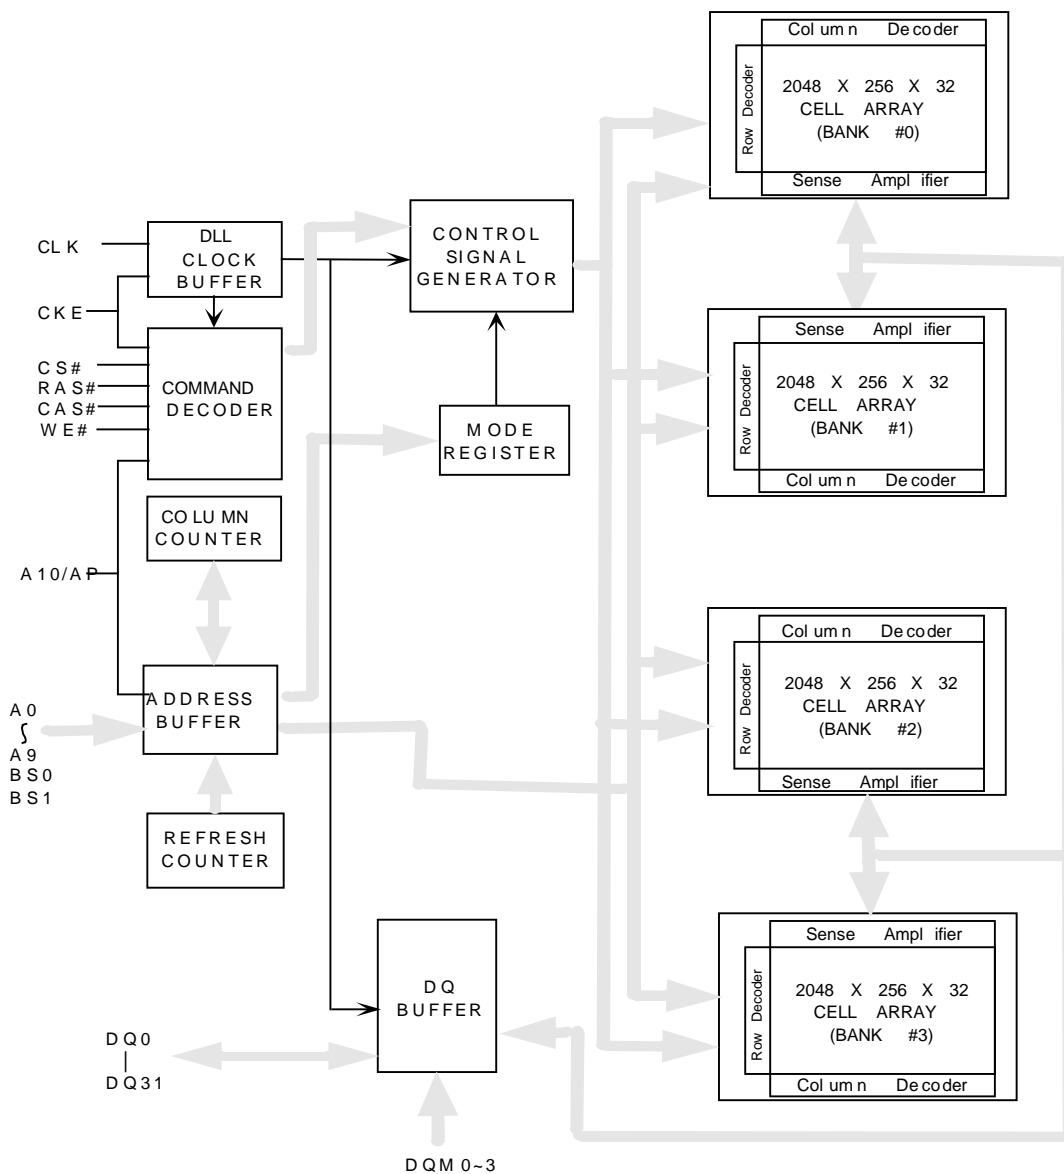 CLK
CKE
CS#
RAS#
CAS#
WE#
A10/AP
A0
A9
BS0
BS1
DQ0
DQ31
DLL
CLOCK
BUFFER
COMMAND
DECODER
COLUMN
COUNTER
ADDRESS
BUFFER
REFRESH
COUNTER
CONTROL
SIGNAL
GENERATOR
MODE
REGISTER
DQ
BUFFER
DQM0~3
Column Decoder
Row Decoder
2048 X 256 X 32
CELL ARRAY
(BANK #0)
Sense Amplifier
Sense Amplifier
Row Decoder
2048 X 256 X 32
CELL ARRAY
(BANK #1)
Column Decoder
Column Decoder
Row Decoder
2048 X 256 X 32
CELL ARRAY
(BANK #2)
Sense Amplifier
Sense Amplifier
Row Decoder
2048 X 256 X 32
CELL ARRAY
(BANK #3)
Column Decoder